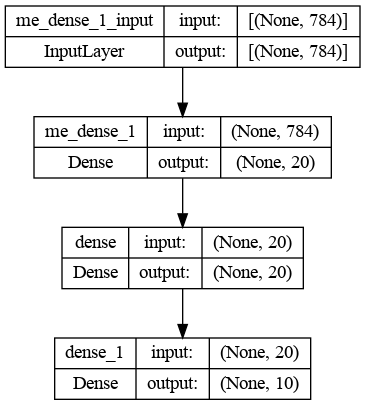 me_dense_1_input input: [(None, 784)]
InputLayer output: [(None, 784)]
me_dense_1 input: (None, 784)
Dense output: (None, 20)
dense input: (None, 20)
Dense output: (None, 20)
dense_1 input: (None, 20)
Dense output: (None, 10)